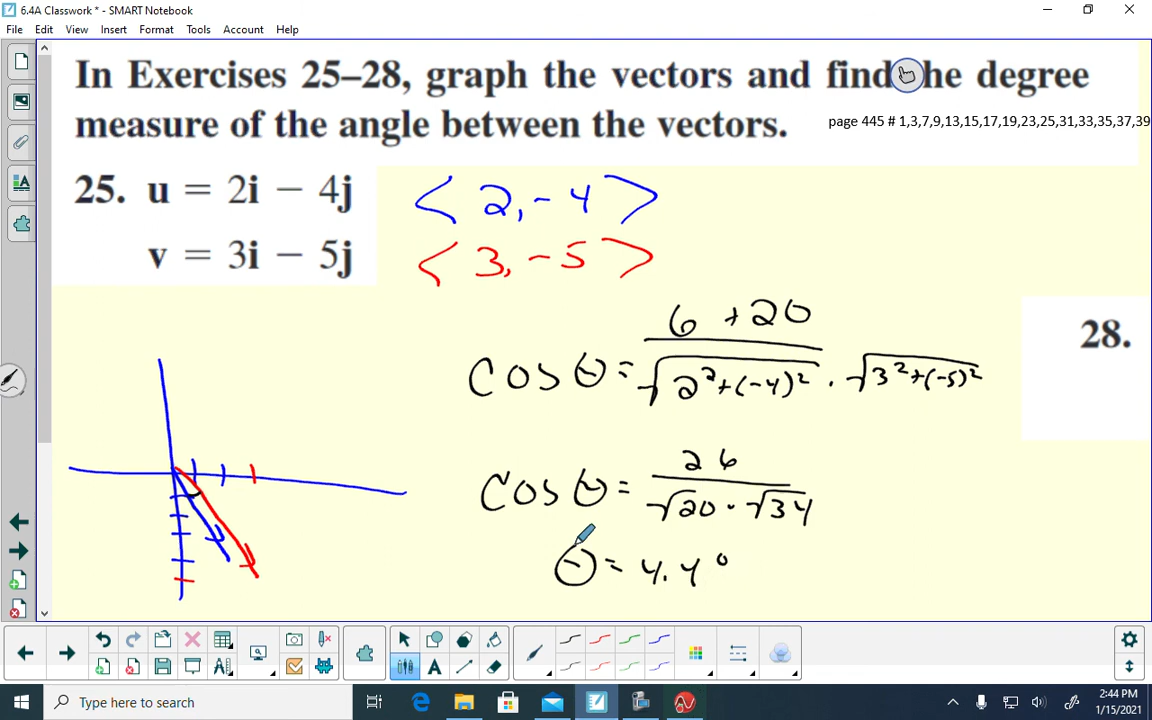 6.4A Classwork * - SMART Notebook
File Edit View Insert Format Tools Account Help
In Exercises 25–28, graph the vectors and find he degree
measure of the angle between the vectors.
page 445 # 1,3,7,9,13,15,17,19,23,25,31,33,35,37,39
25. u = 2i − 4j
< 2, -4 >
v = 3i − 5j
< 3, -5 >
28.
6 + 20
cos θ = √2² + (-4)² · √3² + (-5)²
26
cos θ = √20 · √34
θ = 4.4°
A
Type here to search
2:44 PM
1/15/2021